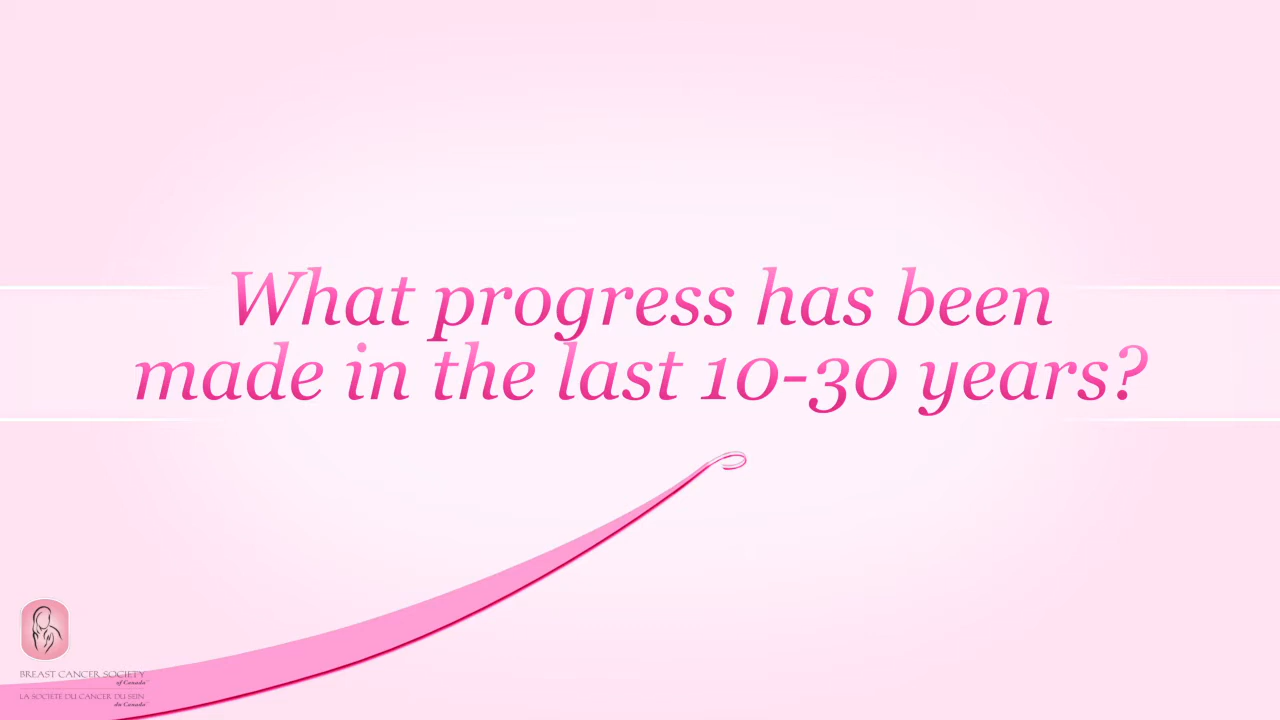 What progress has been
made in the last 10-30 years?
BREAST CANCER SOCIETY
of Canada
LA SOCIÉTÉ DU CANCER DU SEIN
du Canada